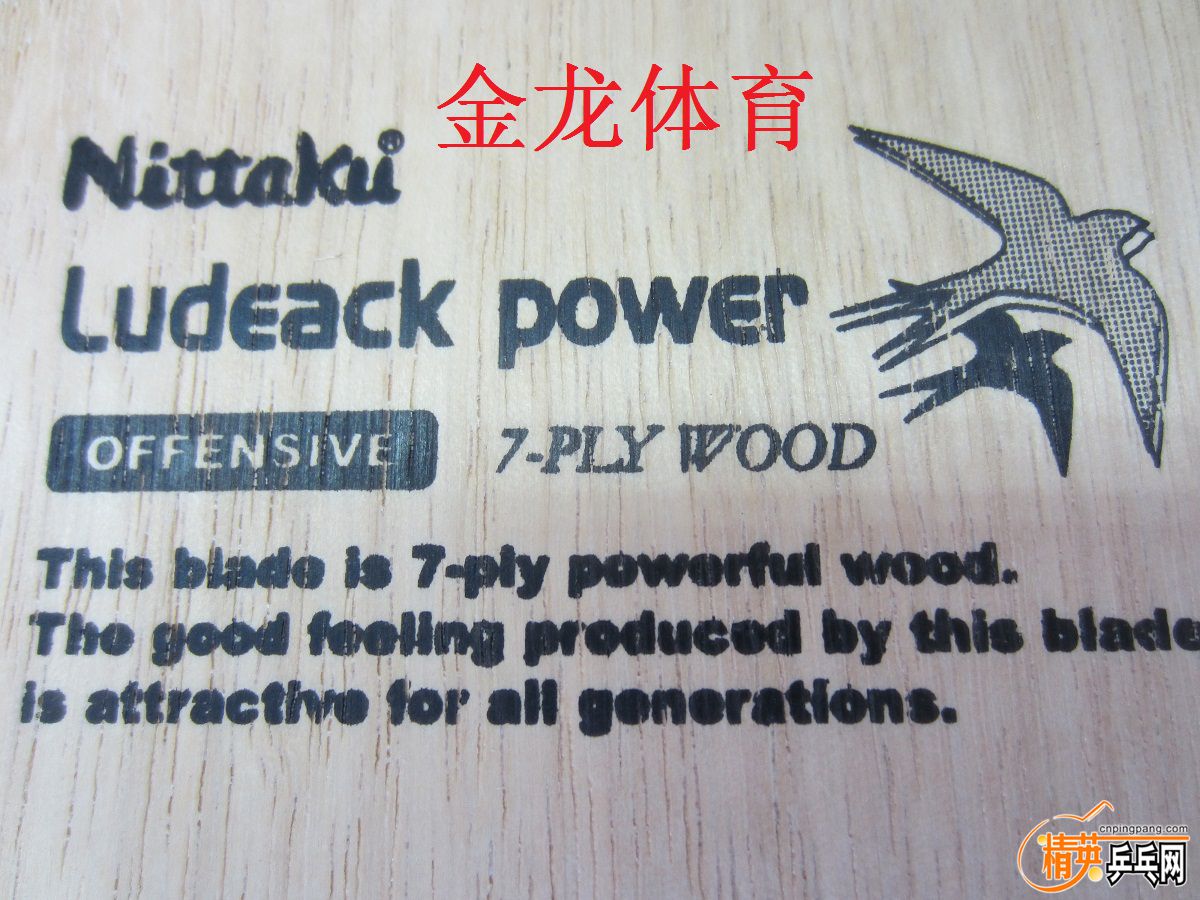 金龙体育
Nittaku®
Ludeack power
OFFENSIVE
7-PLY WOOD
This blade is 7-ply powerful wood.
The good feeling produced by this blade
is attractive for all generations.
cnpingpang.com
精英乒乓网